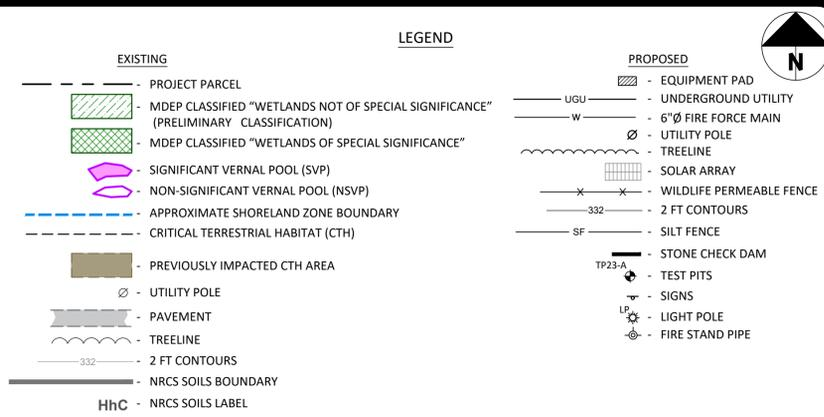 LEGEND
N
EXISTING
- PROJECT PARCEL
- MDEP CLASSIFIED “WETLANDS NOT OF SPECIAL SIGNIFICANCE”
(PRELIMINARY CLASSIFICATION)
- MDEP CLASSIFIED “WETLANDS OF SPECIAL SIGNIFICANCE”
- SIGNIFICANT VERNAL POOL (SVP)
- NON-SIGNIFICANT VERNAL POOL (NSVP)
- APPROXIMATE SHORELAND ZONE BOUNDARY
- CRITICAL TERRESTRIAL HABITAT (CTH)
- PREVIOUSLY IMPACTED CTH AREA
- UTILITY POLE
- PAVEMENT
- TREELINE
332 - 2 FT CONTOURS
- NRCS SOILS BOUNDARY
HhC - NRCS SOILS LABEL
PROPOSED
- EQUIPMENT PAD
UGU - UNDERGROUND UTILITY
W - 6"Ø FIRE FORCE MAIN
- UTILITY POLE
- TREELINE
- SOLAR ARRAY
X X - WILDLIFE PERMEABLE FENCE
332 - 2 FT CONTOURS
SF - SILT FENCE
- STONE CHECK DAM
TP23-A - TEST PITS
- SIGNS
LP - LIGHT POLE
- FIRE STAND PIPE